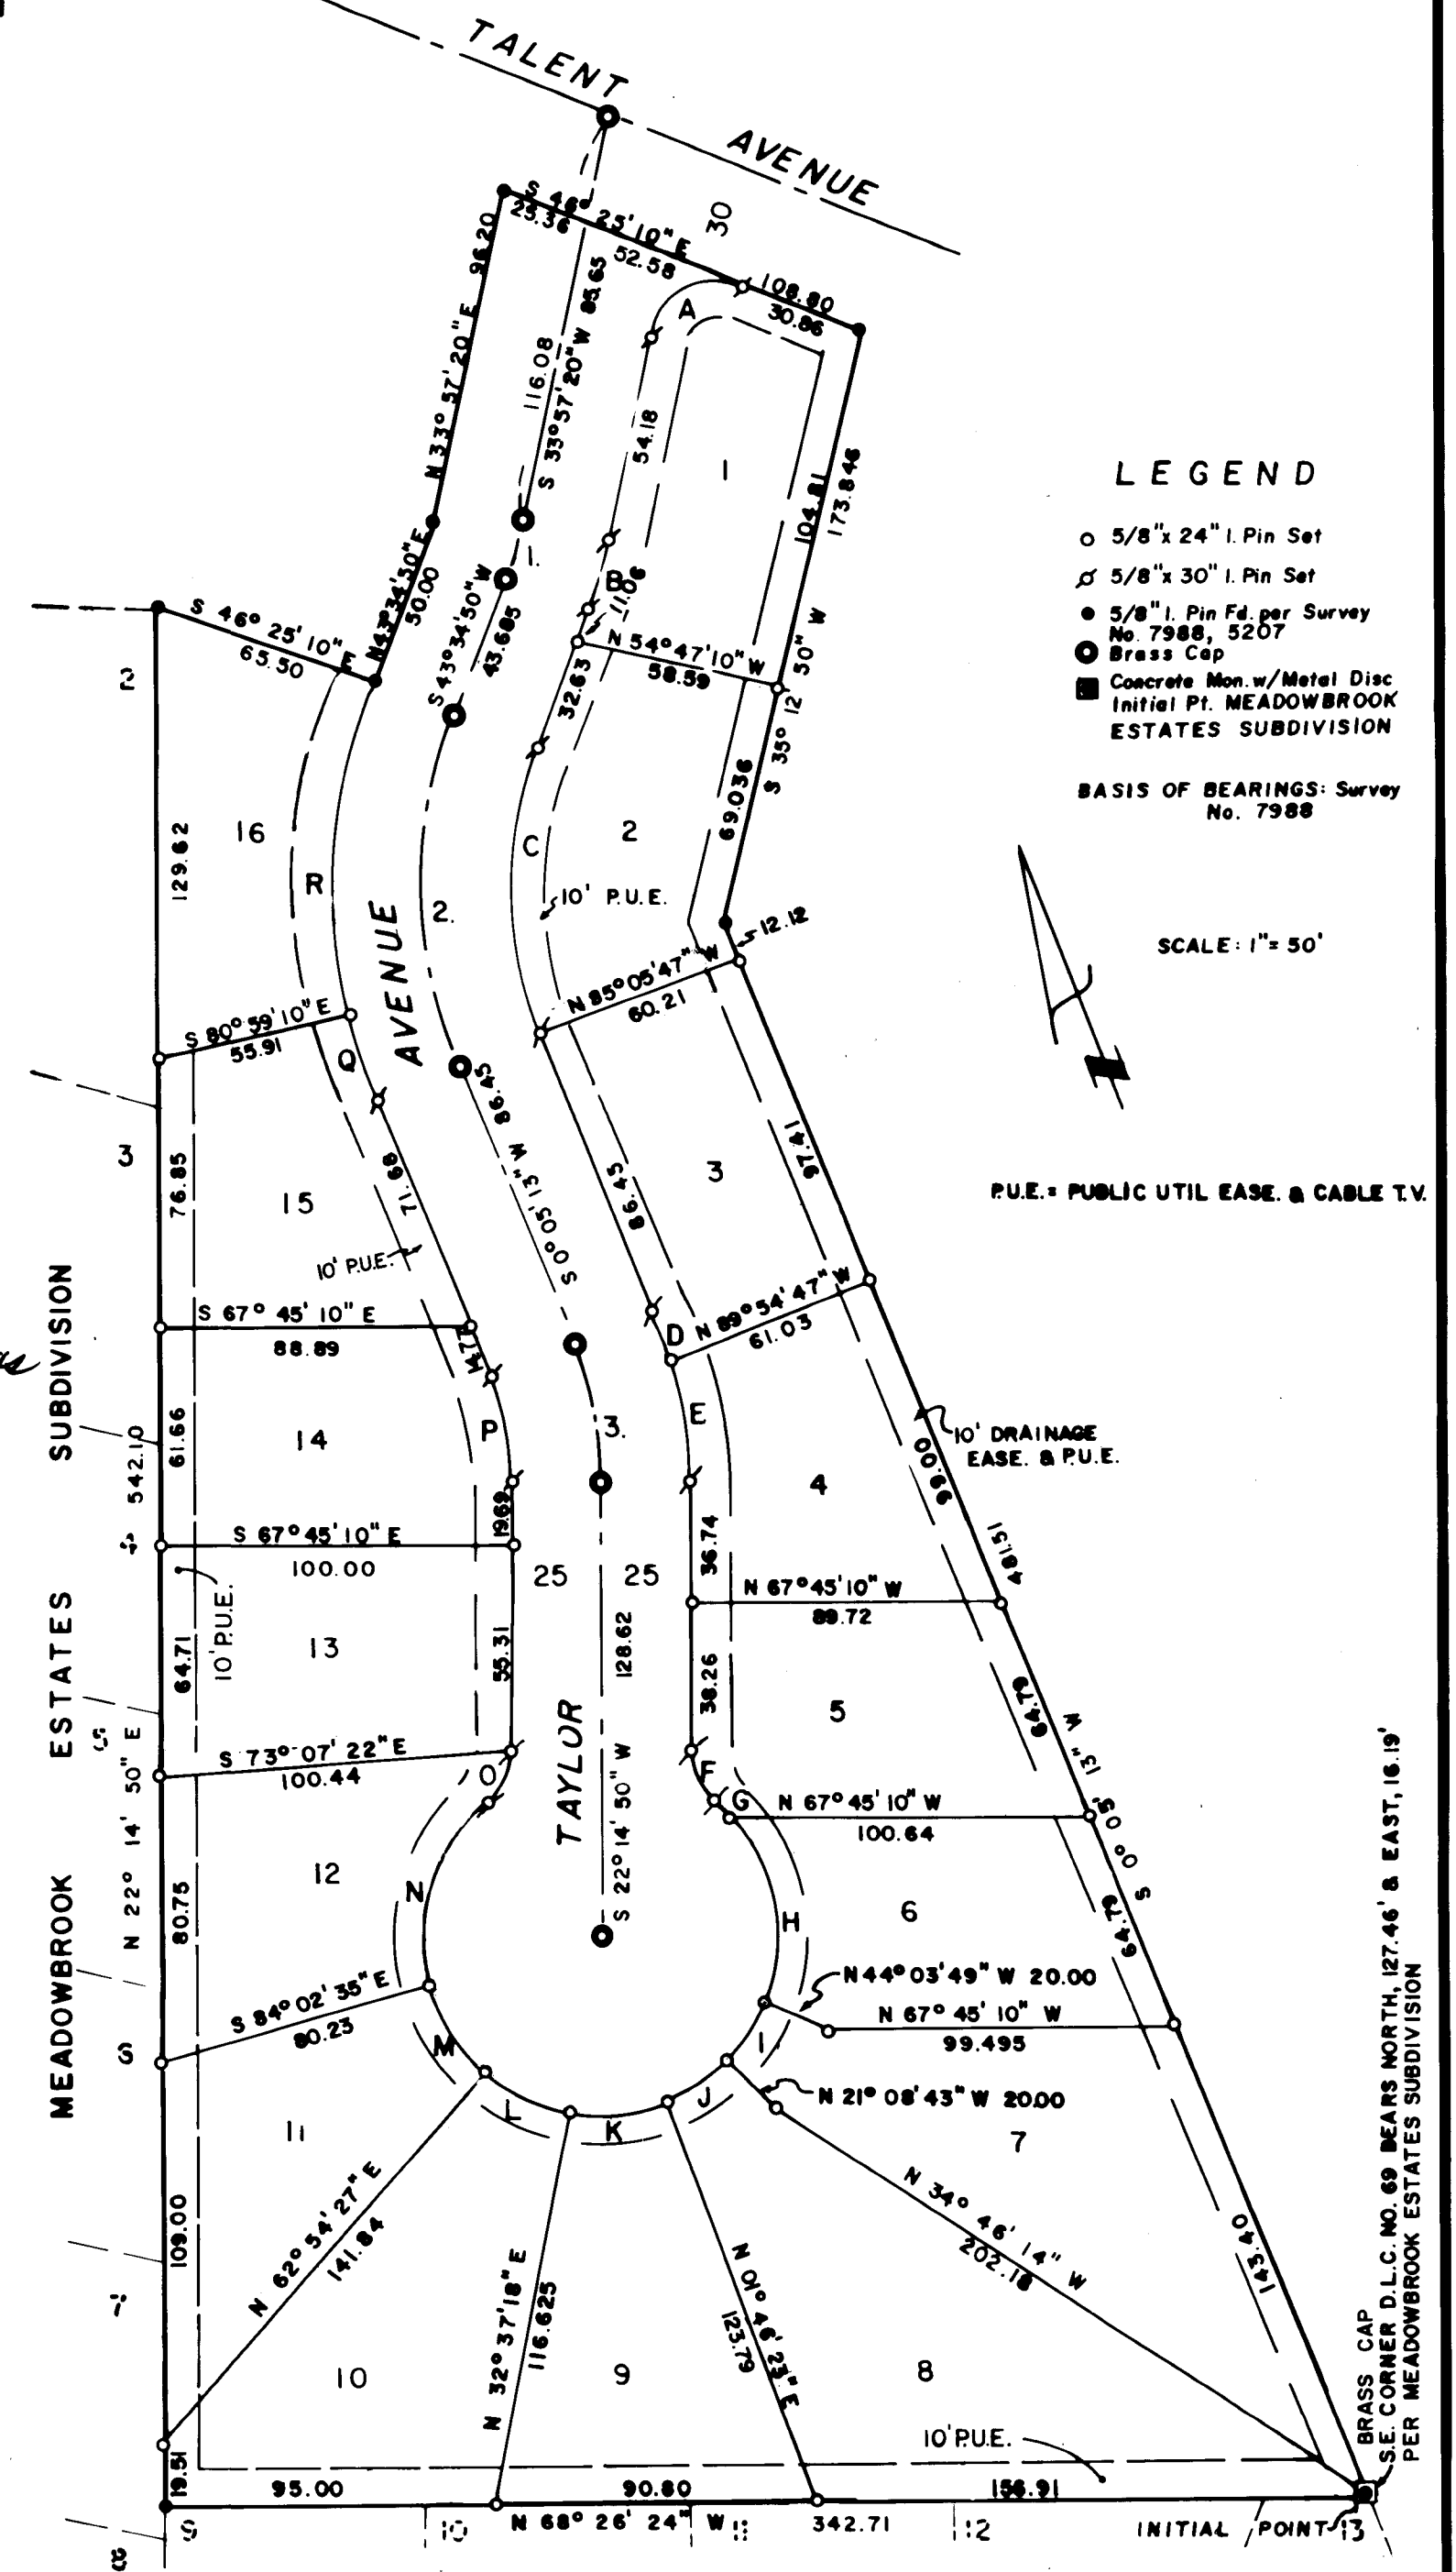 TALENT
AVENUE
S 46° 25' 10" E
25.36
52.58
30
108.80
30.86
A
96.20
N 33° 57' 20" E
116.08
S 33° 57' 20" W 85.65
54.18
1
104.81
173.846
S 35° 12' 50" W
1.
B
11.06
N43°34'50"E
50.00
S 43°34'50" W
43.685
N 54°47'10" W
58.59
32.63
S 46° 25' 10" E
65.50
2
LEGEND
5/8" x 24" I. Pin Set
5/8" x 30" I. Pin Set
5/8" I. Pin Fd. per Survey
No. 7988, 5207
Brass Cap
Concrete Mon. w/Metal Disc
Initial Pt. MEADOWBROOK
ESTATES SUBDIVISION
BASIS OF BEARINGS: Survey
No. 7988
SCALE: 1"= 50'
P.U.E.= PUBLIC UTIL EASE. & CABLE T.V.
69.036
16
129.62
R
2.
C
2
10' P.U.E.
12.12
AVENUE
N 85°05'47" W
60.21
S 80°59'10" E
55.91
Q
S 0°05'13" W 86.45
97.41
3
3
76.85
71.68
86.45
15
10' P.U.E.
S 67° 45' 10" E
88.89
14.77
D
N 89°54'47" W
61.03
SUBDIVISION
542.10
61.66
14
P
3.
E
10' DRAINAGE
EASE. & P.U.E.
99.00
4
481.51
19.69
S 67°45'10" E
100.00
4
25
25
36.74
N 67°45'10" W
89.72
ESTATES
10' P.U.E.
64.71
13
55.31
128.62
38.26
5
64.79
S 0° 05' 13" W
5
S 73°07'22" E
100.44
O
TAYLOR
F
G
N 67°45'10" W
100.64
N 22° 14' 50" E
S 22° 14' 50" W
MEADOWBROOK
80.75
12
N
H
6
64.79
N44°03'49" W 20.00
N 67° 45' 10" W
99.495
S 84°02'35" E
80.23
6
M
I
L
K
J
N 21° 08'43" W 20.00
11
7
N 34° 46' 14" W
202.18
109.00
N 62° 54' 27" E
141.84
7
N 32° 37'18" E
116.625
N 01° 46' 23" E
123.79
143.40
10
9
8
10' P.U.E.
19.51
95.00
90.80
156.91
N 68° 26' 24" W
342.71
9
10
11
12
INITIAL POINT
13
8
BRASS CAP
S.E. CORNER D.L.C. NO. 69 BEARS NORTH, 127.46' & EAST, 16.19'
PER MEADOWBROOK ESTATES SUBDIVISION